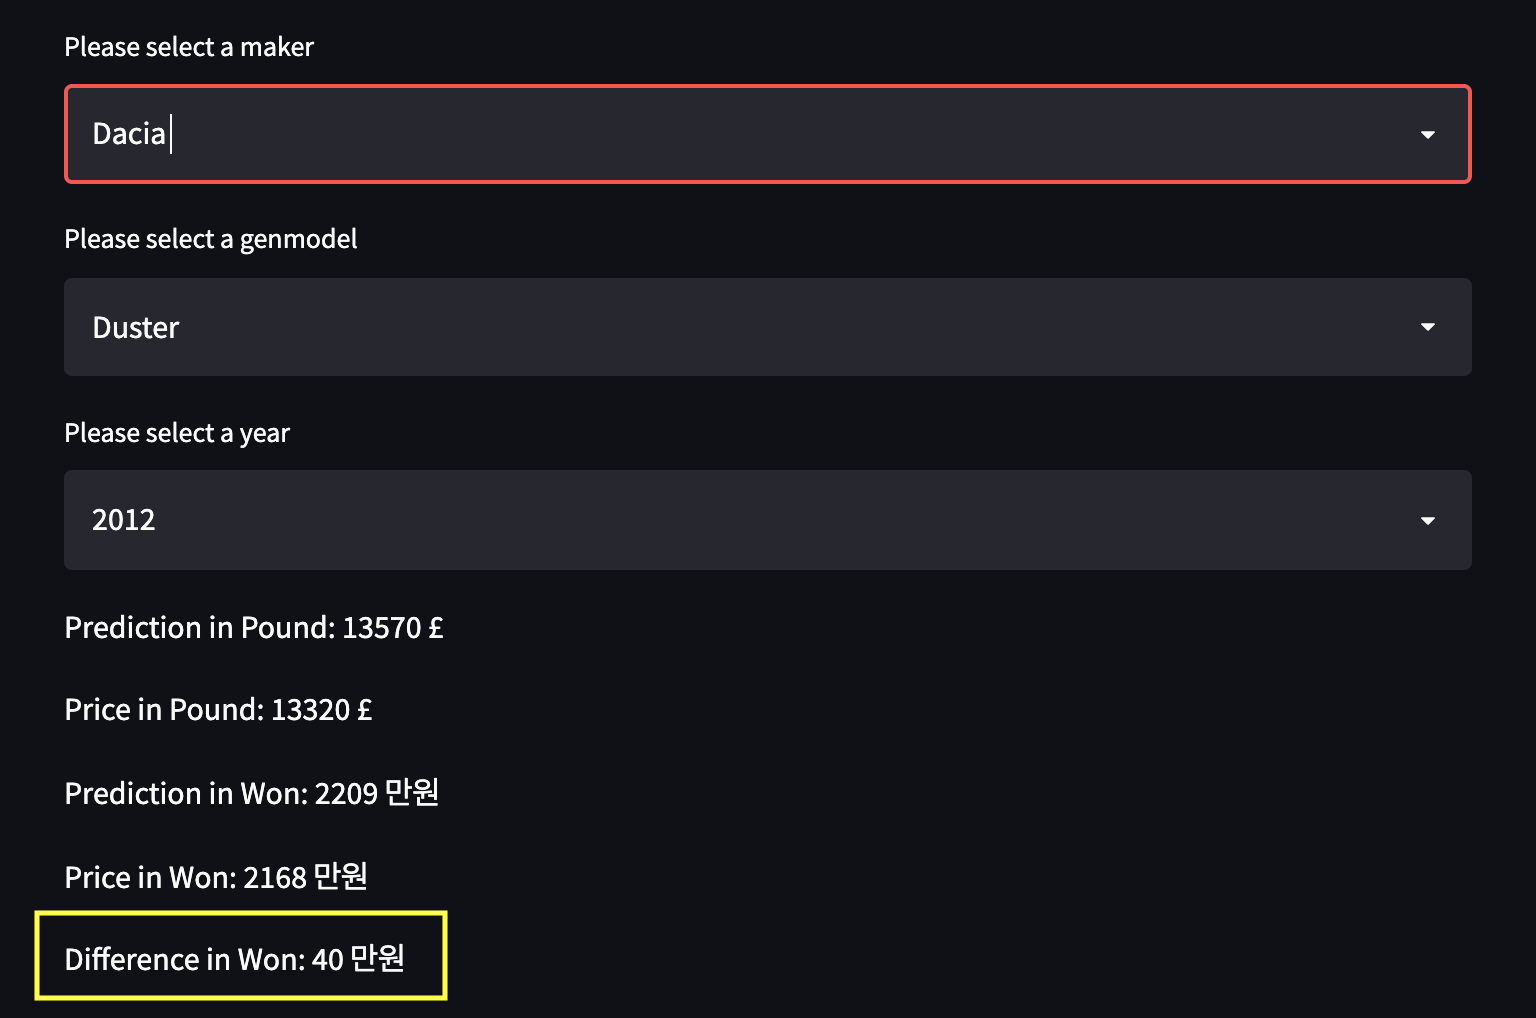 Please select a maker
Dacia
Please select a genmodel
Duster
Please select a year
2012
Prediction in Pound: 13570 £
Price in Pound: 13320 £
Prediction in Won: 2209 만원
Price in Won: 2168 만원
Difference in Won: 40 만원